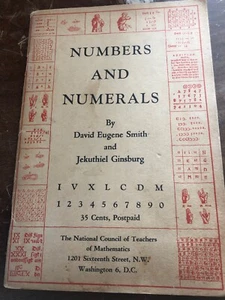 NUMBERS
AND
NUMERALS
By
David Eugene Smith
and
Jekuthiel Ginsburg
I V X L C D M
1 2 3 4 5 6 7 8 9 0
35 Cents, Postpaid
The National Council of Teachers
of Mathematics
1201 Sixteenth Street, N.W.
Washington 6, D.C.